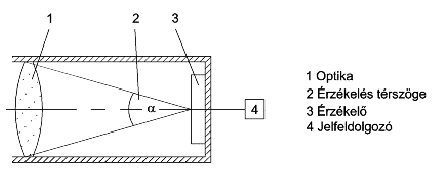 1 2 3
α
4
1 Optika
2 Érzékelés térszöge
3 Érzékelő
4 Jelfeldolgozó